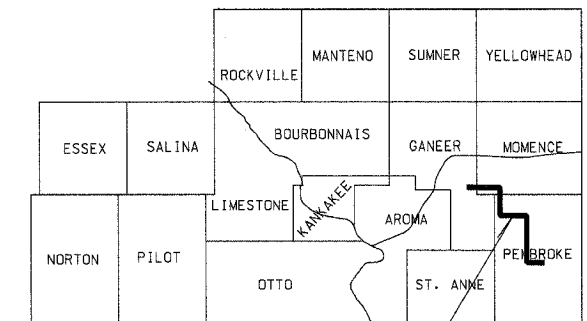 ROCKVILLE
MANTENO
SUMNER
YELLOWHEAD
ESSEX
SALINA
BOURBONNAIS
GANEER
MOMENCE
LIMESTONE
KANKAKEE
AROMA
NORTON
PILOT
OTTO
ST. ANNE
PEMBROKE